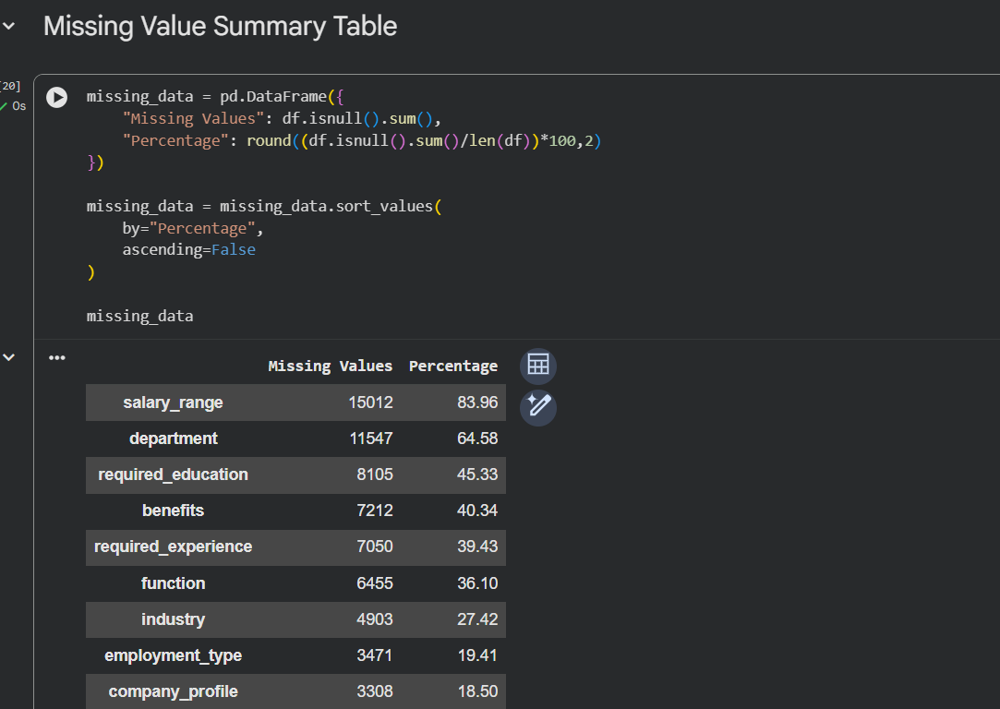 Missing Value Summary Table
[20]
0s
missing_data = pd.DataFrame({
    "Missing Values": df.isnull().sum(),
    "Percentage": round((df.isnull().sum()/len(df))*100,2)
})
missing_data = missing_data.sort_values(
    by="Percentage",
    ascending=False
)
missing_data
Missing Values Percentage
salary_range 15012 83.96
department 11547 64.58
required_education 8105 45.33
benefits 7212 40.34
required_experience 7050 39.43
function 6455 36.10
industry 4903 27.42
employment_type 3471 19.41
company_profile 3308 18.50